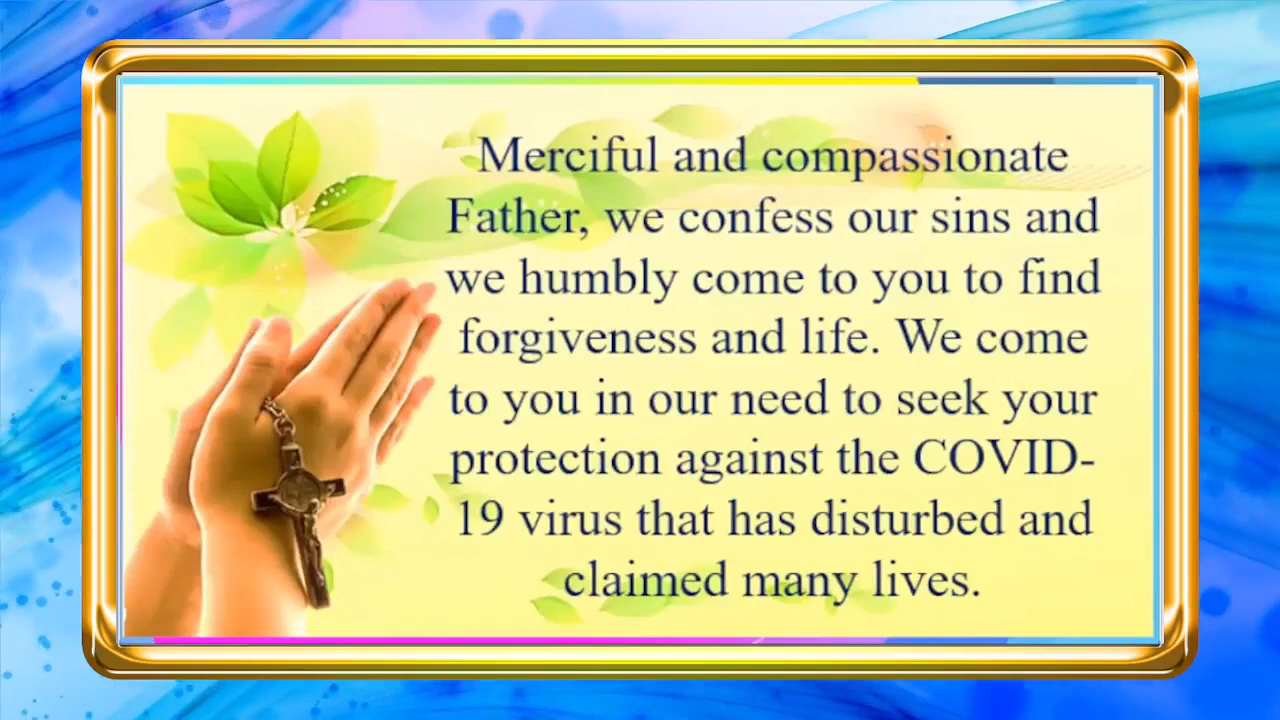 Merciful and compassionate
Father, we confess our sins and
we humbly come to you to find
forgiveness and life. We come
to you in our need to seek your
protection against the COVID-
19 virus that has disturbed and
claimed many lives.